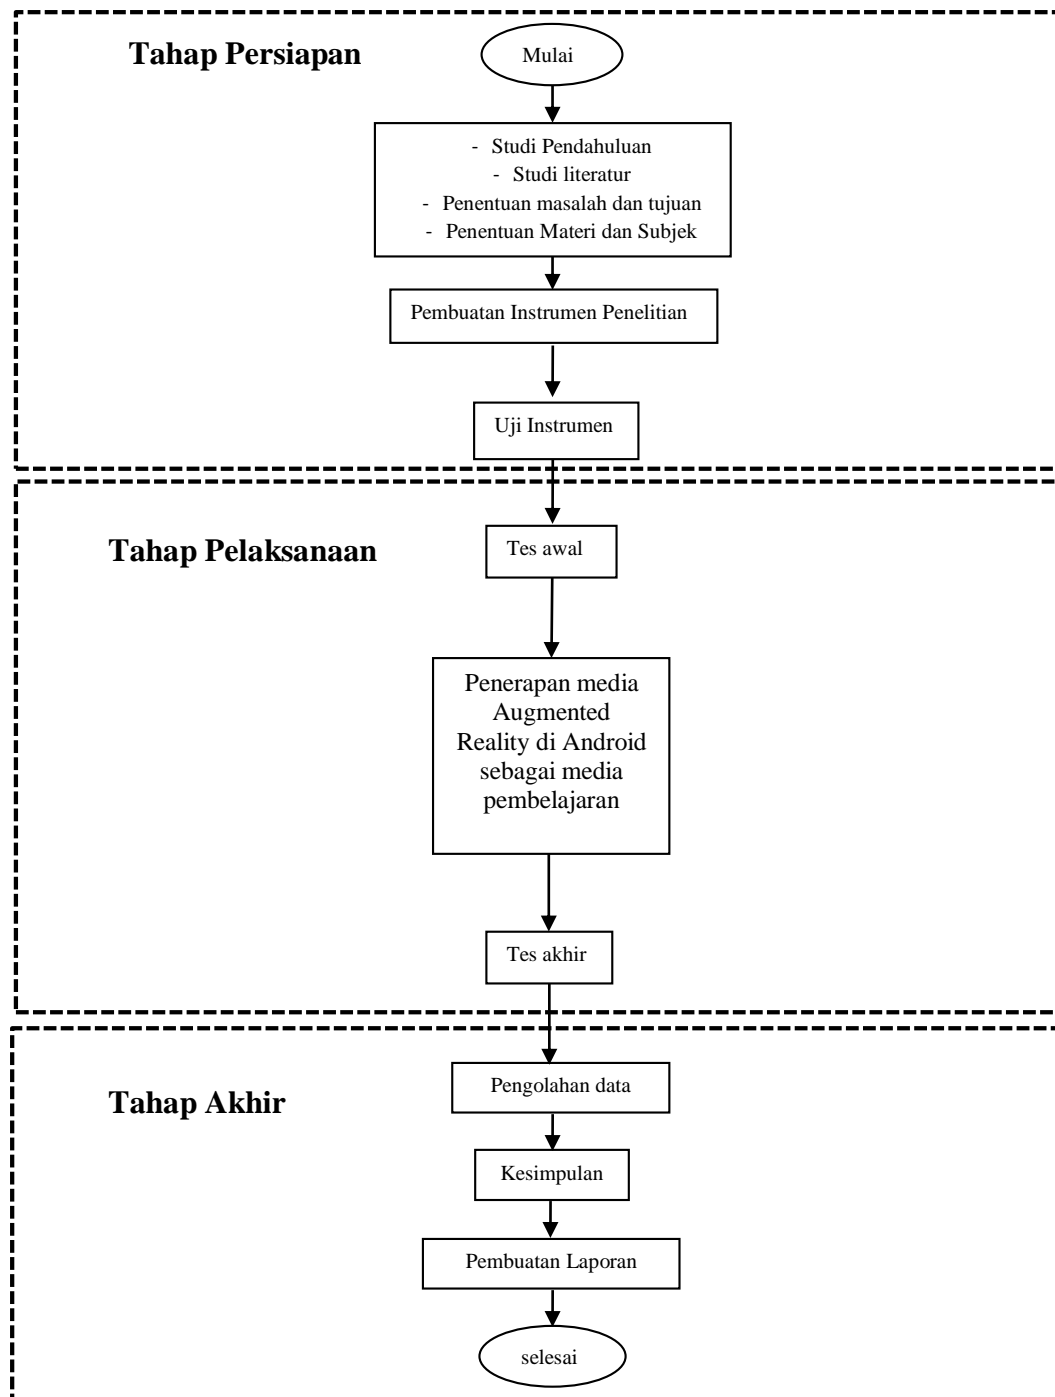 Tahap Persiapan
Mulai
- Studi Pendahuluan
- Studi literatur
- Penentuan masalah dan tujuan
- Penentuan Materi dan Subjek
Pembuatan Instrumen Penelitian
Uji Instrumen
Tahap Pelaksanaan
Tes awal
Penerapan media
Augmented
Reality di Android
sebagai media
pembelajaran
Tes akhir
Tahap Akhir
Pengolahan data
Kesimpulan
Pembuatan Laporan
selesai